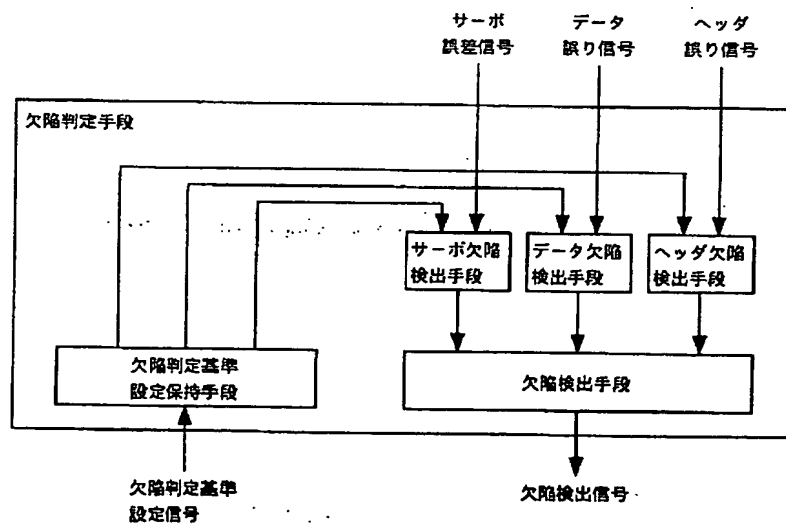 サーボ
誤差信号
データ
誤り信号
ヘッダ
誤り信号
欠陥判定手段
サーボ欠陥
検出手段
データ欠陥
検出手段
ヘッダ欠陥
検出手段
欠陥判定基準
設定保持手段
欠陥検出手段
欠陥判定基準
設定信号
欠陥検出信号